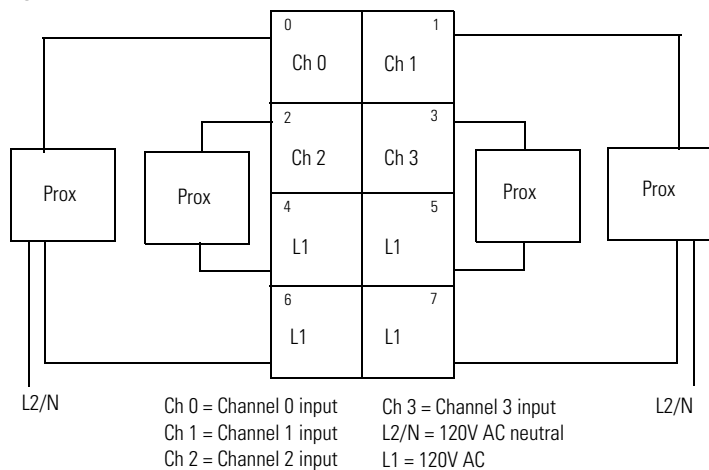 0 1
Ch 0 Ch 1
2 3
Ch 2 Ch 3
Prox Prox Prox Prox
4 5
L1 L1
6 7
L1 L1
L2/N L2/N
Ch 0 = Channel 0 input Ch 3 = Channel 3 input
Ch 1 = Channel 1 input L2/N = 120V AC neutral
Ch 2 = Channel 2 input L1 = 120V AC